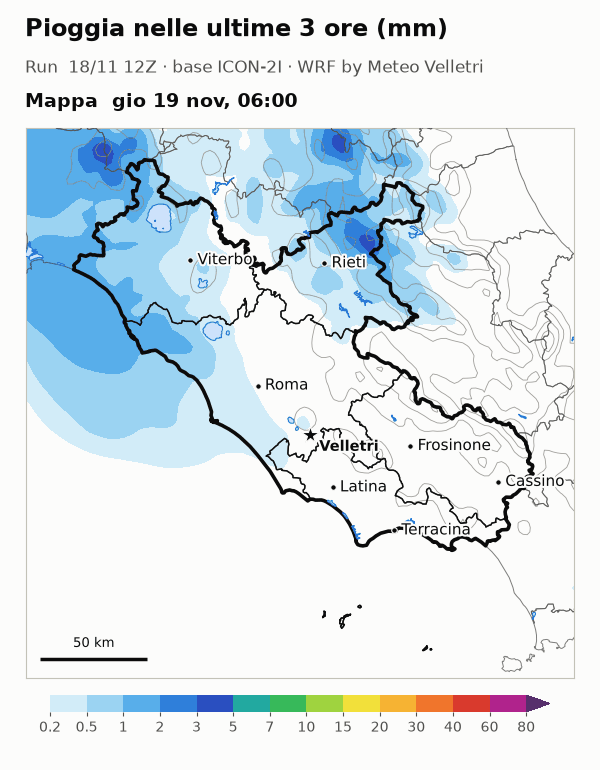 Pioggia nelle ultime 3 ore (mm)
Run  18/11 12Z · base ICON-2I · WRF by Meteo Velletri
Mappa  gio 19 nov, 06:00
Viterbo
Rieti
Roma
Velletri
Frosinone
Latina
Cassino
Terracina
50 km
0.2 0.5 1 2 3 5 7 10 15 20 30 40 60 80